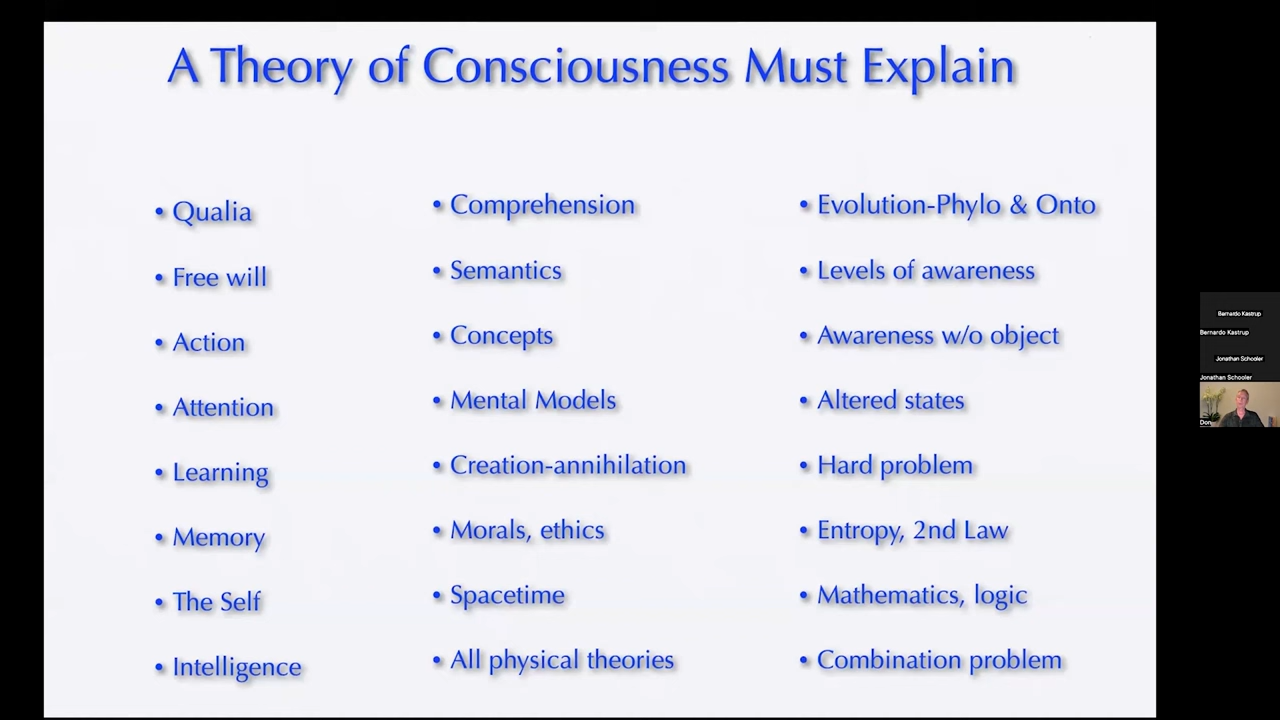 A Theory of Consciousness Must Explain
• Qualia
• Free will
• Action
• Attention
• Learning
• Memory
• The Self
• Intelligence
• Comprehension
• Semantics
• Concepts
• Mental Models
• Creation-annihilation
• Morals, ethics
• Spacetime
• All physical theories
• Evolution-Phylo & Onto
• Levels of awareness
• Awareness w/o object
• Altered states
• Hard problem
• Entropy, 2nd Law
• Mathematics, logic
• Combination problem
Bernardo Kastrup
Bernardo Kastrup
Jonathan Schooler
Jonathan Schooler
Don